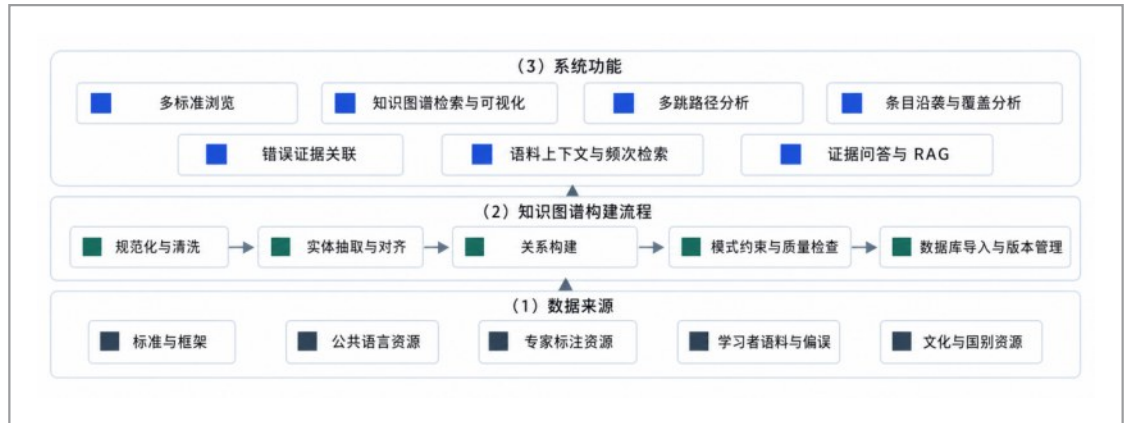 （3）系统功能
多标准浏览 知识图谱检索与可视化 多跳路径分析 条目沿袭与覆盖分析
错误证据关联 语料上下文与频次检索 证据问答与 RAG
（2）知识图谱构建流程
规范化与清洗 实体抽取与对齐 关系构建 模式约束与质量检查 数据库导入与版本管理
（1）数据来源
标准与框架 公共语言资源 专家标注资源 学习者语料与偏误 文化与国别资源